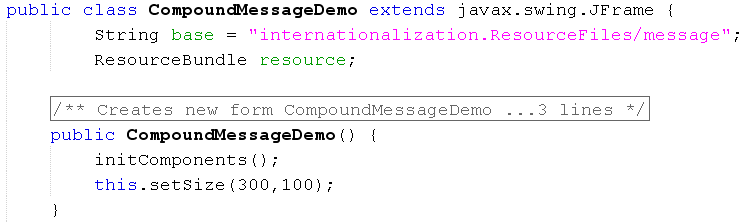 public class CompoundMessageDemo extends javax.swing.JFrame {
String base = "internationalization.ResourceFiles/message";
ResourceBundle resource;
/** Creates new form CompoundMessageDemo ...3 lines */
public CompoundMessageDemo() {
initComponents();
this.setSize(300,100);
}